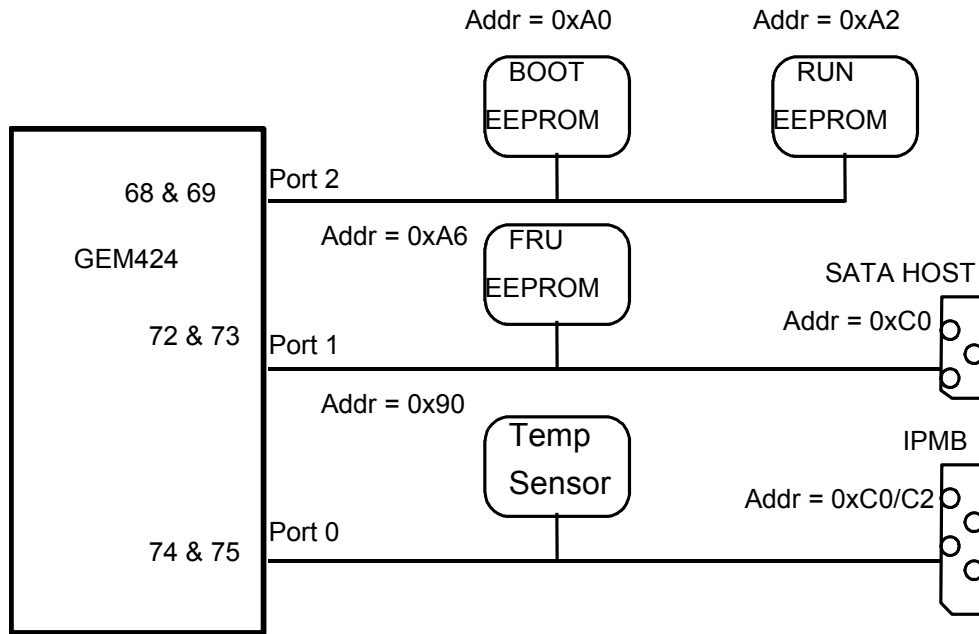 Addr = 0xA0
Addr = 0xA2
BOOT
EEPROM
RUN
EEPROM
68 & 69
Port 2
GEM424
Addr = 0xA6
FRU
EEPROM
SATA HOST
Addr = 0xC0
72 & 73
Port 1
Addr = 0x90
Temp
Sensor
IPMB
Addr = 0xC0/C2
74 & 75
Port 0